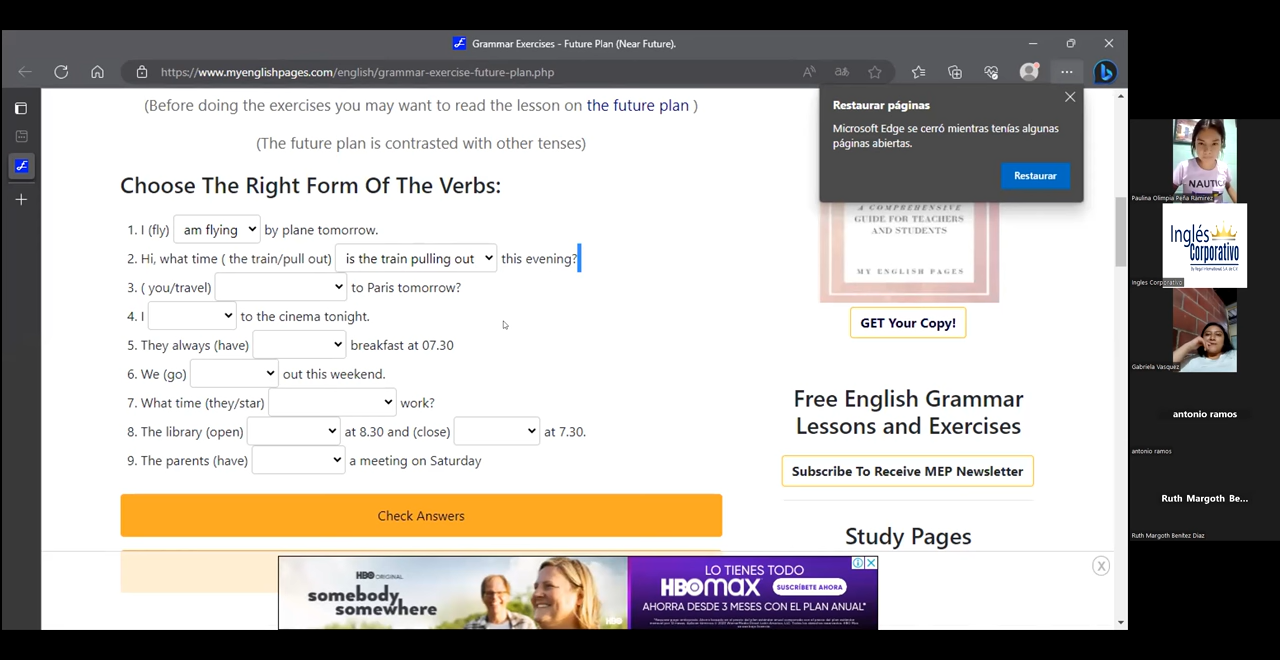 Grammar Exercises - Future Plan (Near Future).
https://www.myenglishpages.com/english/grammar-exercise-future-plan.php
(Before doing the exercises you may want to read the lesson on the future plan )
(The future plan is contrasted with other tenses)
Choose The Right Form Of The Verbs:
1. I (fly) am flying by plane tomorrow.
2. Hi, what time ( the train/pull out) is the train pulling out this evening?
3. ( you/travel) to Paris tomorrow?
4. I to the cinema tonight.
5. They always (have) breakfast at 07.30
6. We (go) out this weekend.
7. What time (they/star) work?
8. The library (open) at 8.30 and (close) at 7.30.
9. The parents (have) a meeting on Saturday
Check Answers
Restaurar páginas
Microsoft Edge se cerró mientras tenías algunas
páginas abiertas.
Restaurar
A COMPREHENSIVE
GUIDE FOR TEACHERS
AND STUDENTS
MY ENGLISH PAGES
GET Your Copy!
Free English Grammar
Lessons and Exercises
Subscribe To Receive MEP Newsletter
Study Pages
HBO ORIGINAL
somebody
somewhere
HBO
LO TIENES TODO
HBOMAX
SUSCRÍBETE AHORA
AHORRA DESDE 3 MESES CON EL PLAN ANUAL*
NAUTIC
Paulina Olimpia Peña Ramirez
Inglés
Corporativo
Ingles Corporativo
Gabriela Vasquez
antonio ramos
antonio ramos
Ruth Margoth Be...
Ruth Margoth Benitez Diaz